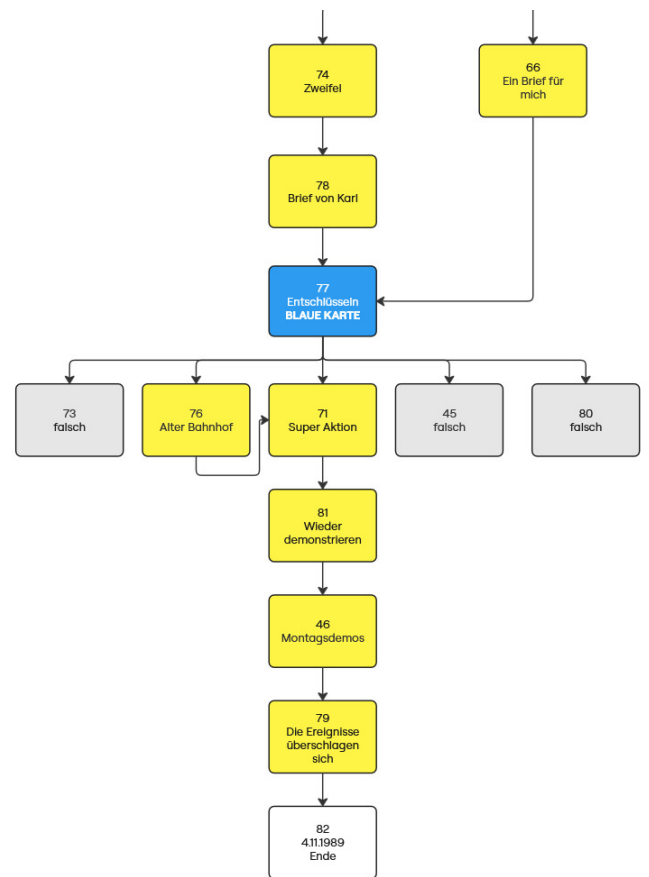 74
Zweifel
66
Ein Brief für
mich
78
Brief von Karl
77
Entschlüsseln
BLAUE KARTE
73
falsch
76
Alter Bahnhof
71
Super Aktion
45
falsch
80
falsch
81
Wieder
demonstrieren
46
Montagsdemos
79
Die Ereignisse
überschlagen
sich
82
4.11.1989
Ende